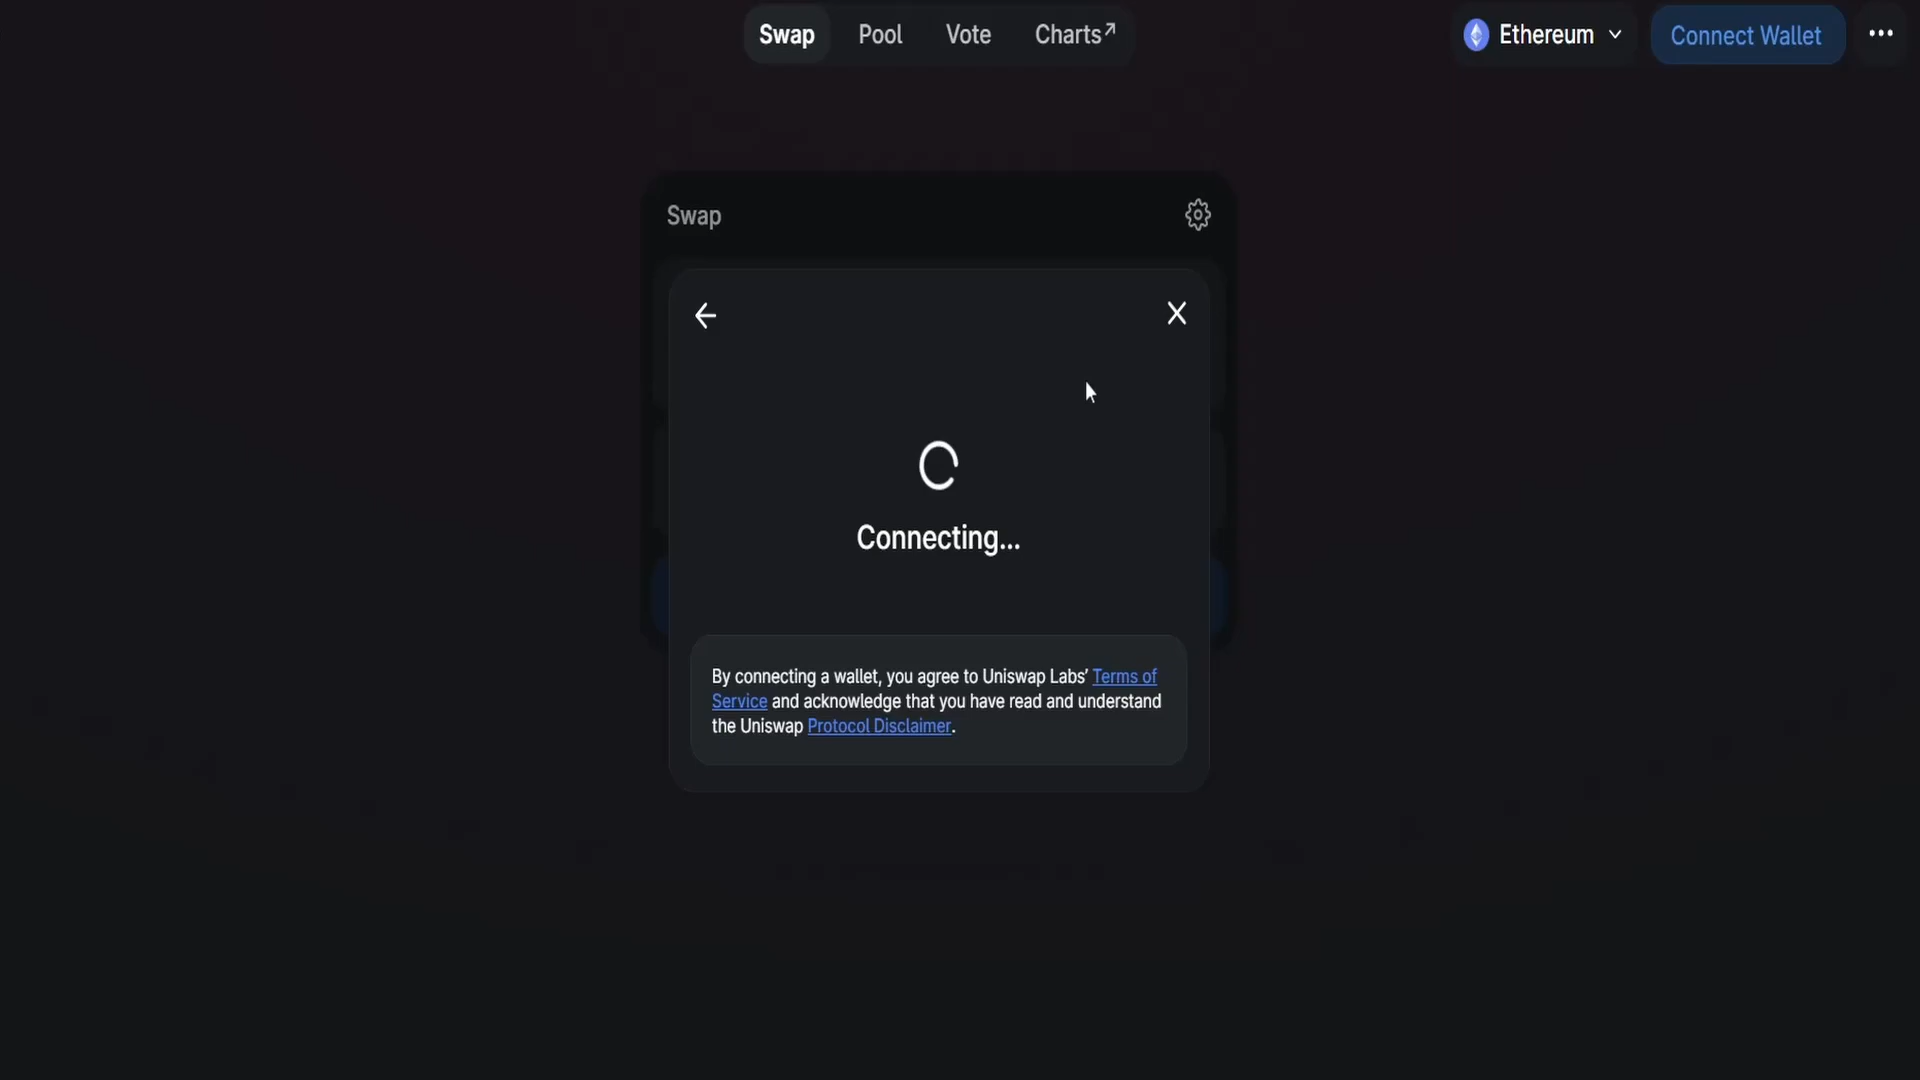 Swap
Pool
Vote
Charts↗
Ethereum
Connect Wallet
Swap
Connecting...
By connecting a wallet, you agree to Uniswap Labs’ Terms of
Service and acknowledge that you have read and understand
the Uniswap Protocol Disclaimer.